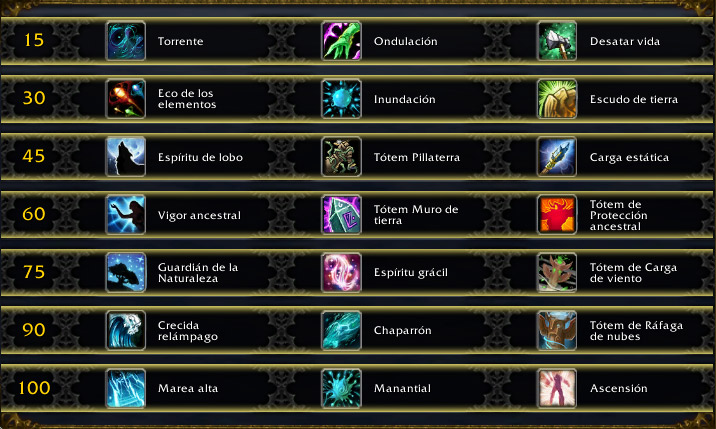 15 Torrente Ondulación Desatar vida
30 Eco de los elementos Inundación Escudo de tierra
45 Espíritu de lobo Tótem Pillaterra Carga estática
60 Vigor ancestral Tótem Muro de tierra Tótem de Protección ancestral
75 Guardián de la Naturaleza Espíritu grácil Tótem de Carga de viento
90 Crecida relámpago Chaparrón Tótem de Ráfaga de nubes
100 Marea alta Manantial Ascensión